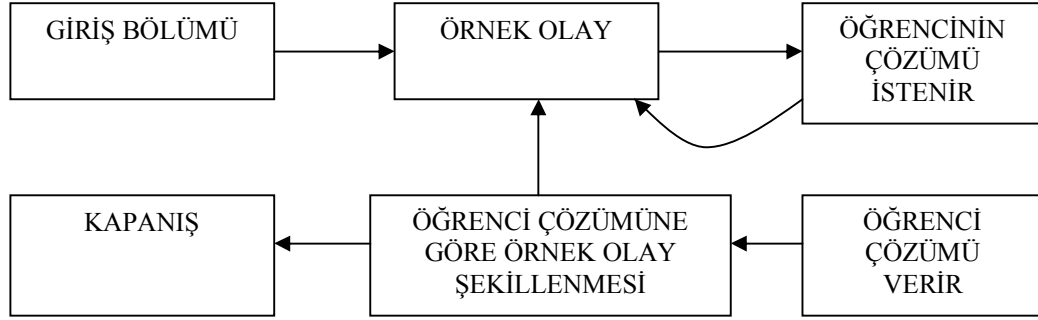 GİRİŞ BÖLÜMÜ
ÖRNEK OLAY
ÖĞRENCİNİN
ÇÖZÜMÜ
İSTENİR
KAPANIŞ
ÖĞRENCİ ÇÖZÜMÜNE
GÖRE ÖRNEK OLAY
ŞEKİLLENMESİ
ÖĞRENCİ
ÇÖZÜMÜ
VERİR